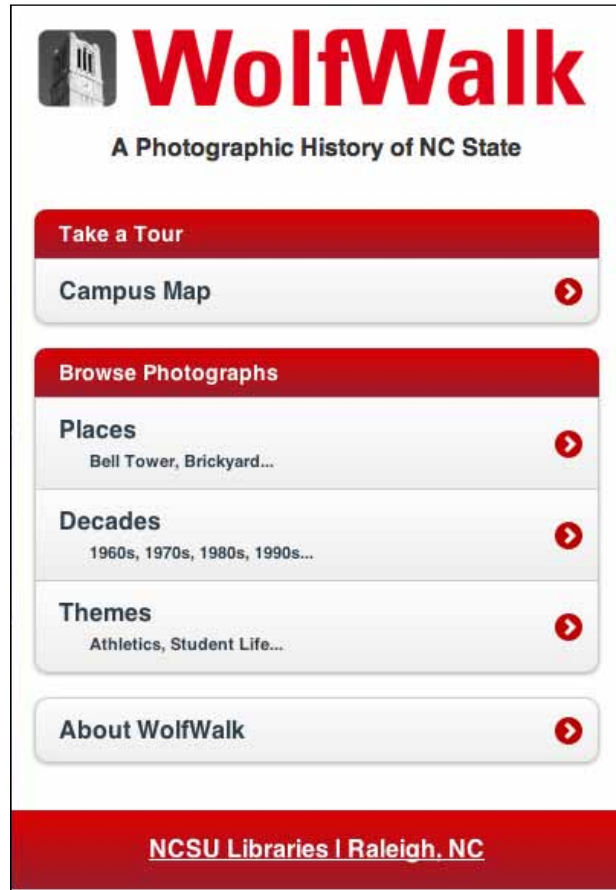 WolfWalk
A Photographic History of NC State
Take a Tour
Campus Map
Browse Photographs
Places
Bell Tower, Brickyard...
Decades
1960s, 1970s, 1980s, 1990s...
Themes
Athletics, Student Life...
About WolfWalk
NCSU Libraries | Raleigh, NC